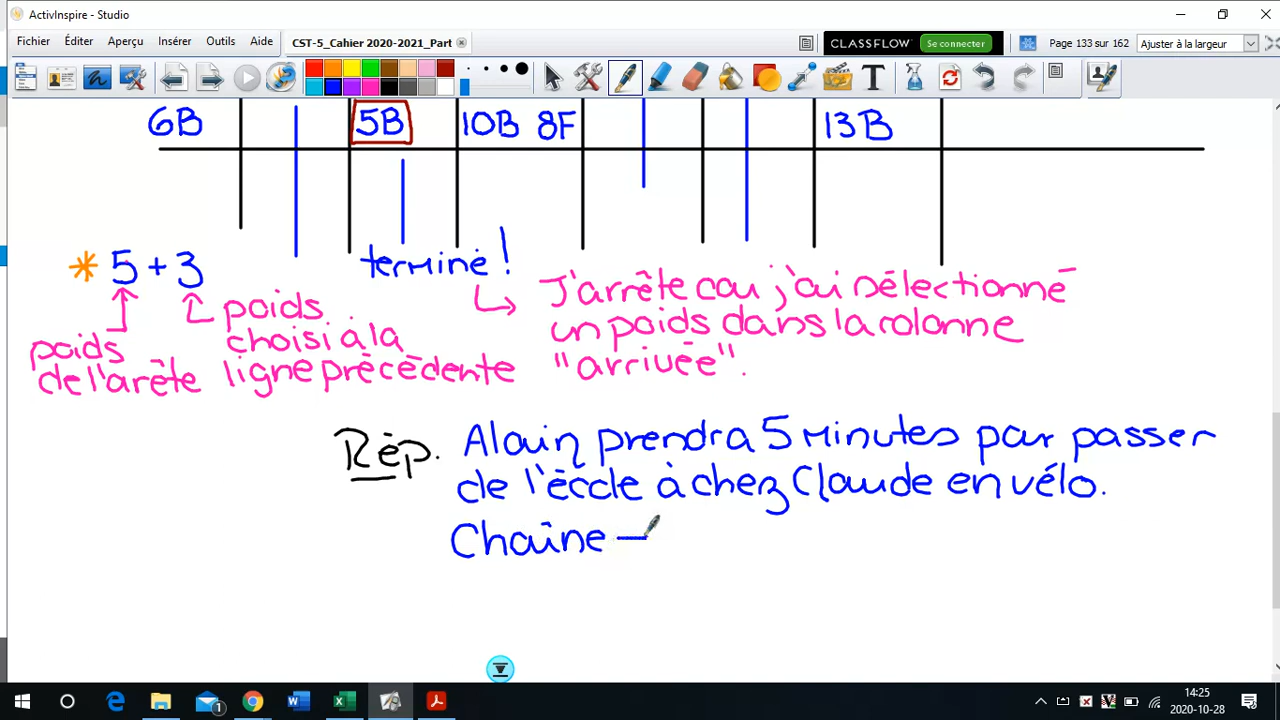 ActivInspire - Studio
Fichier Éditer Aperçu Insérer Outils Aide CST-5_Cahier 2020-2021_Part CLASSFLOW Se connecter Page 133 sur 162 Ajuster à la largeur
6B 5B 10B 8F 13B
* 5 + 3 terminé !
J'arrête car j'ai sélectionné
un poids dans la colonne
"arrivée".
poids
de l'arête
poids
choisi à la
ligne précédente
Rép. Alain prendra 5 minutes pour passer
de l'école à chez Claude en vélo.
Chaîne —
14:25
2020-10-28